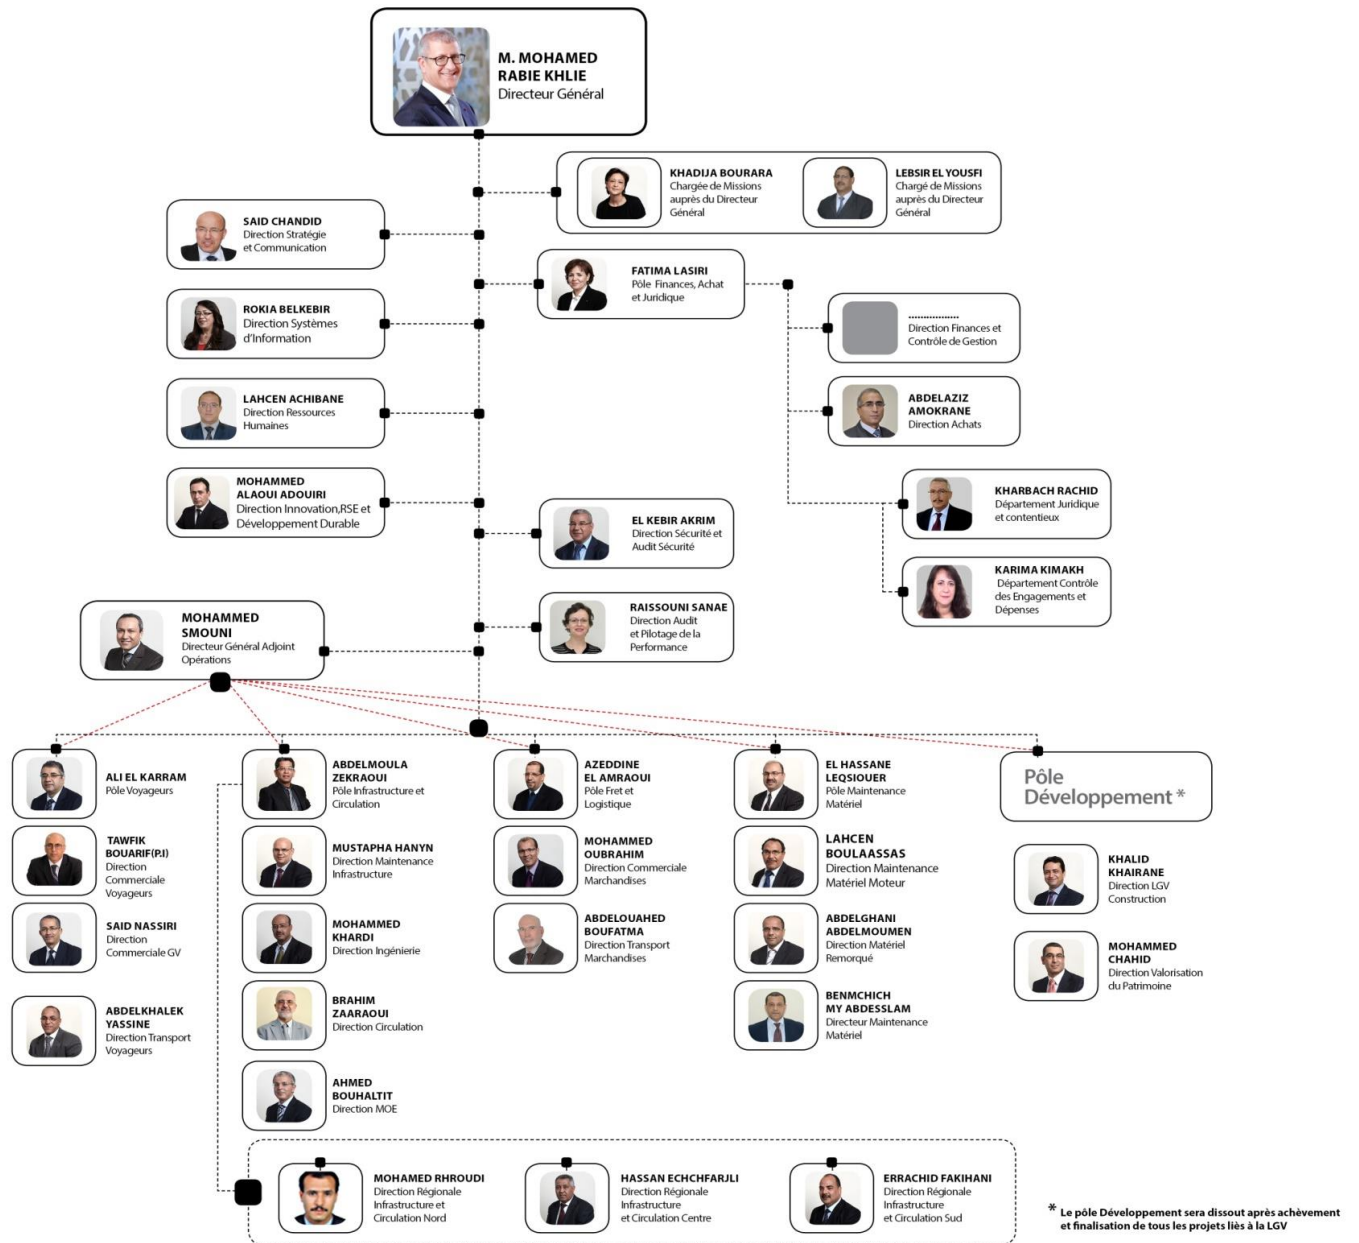 M. MOHAMED
RABIE KHLIE
Directeur Général
KHADIJA BOURARA
Chargée de Missions
auprès du Directeur
Général
LEBSIR EL YOUSFI
Chargé de Missions
auprès du Directeur
Général
SAID CHANDID
Direction Stratégie
et Communication
FATIMA LASIRI
Pôle Finances, Achat
et Juridique
ROKIA BELKEBIR
Direction Systèmes
d'Information
.................
Direction Finances et
Contrôle de Gestion
LAHCEN ACHIBANE
Direction Ressources
Humaines
ABDELAZIZ
AMOKRANE
Direction Achats
MOHAMMED
ALAOUI ADOUIRI
Direction Innovation,RSE et
Développement Durable
KHARBACH RACHID
Département Juridique
et contentieux
EL KEBIR AKRIM
Direction Sécurité et
Audit Sécurité
KARIMA KIMAKH
Département Contrôle
des Engagements et
Dépenses
RAISSOUNI SANAE
Direction Audit
et Pilotage de la
Performance
MOHAMMED
SMOUNI
Directeur Général Adjoint
Opérations
ALI EL KARRAM
Pôle Voyageurs
TAWFIK
BOUARIF(P.I)
Direction
Commerciale
Voyageurs
SAID NASSIRI
Direction
Commerciale GV
ABDELKHALEK
YASSINE
Direction Transport
Voyageurs
ABDELMOULA
ZEKRAOUI
Pôle Infrastructure et
Circulation
MUSTAPHA HANYN
Direction Maintenance
Infrastructure
MOHAMMED
KHARDI
Direction Ingénierie
BRAHIM
ZAARAOUI
Direction Circulation
AHMED
BOUHALTIT
Direction MOE
AZEDDINE
EL AMRAOUI
Pôle Fret et
Logistique
MOHAMMED
OUBRAHIM
Direction Commerciale
Marchandises
ABDELOUAHED
BOUFATMA
Direction Transport
Marchandises
EL HASSANE
LEQSIOUER
Pôle Maintenance
Matériel
LAHCEN
BOULAASSAS
Direction Maintenance
Matériel Moteur
ABDELGHANI
ABDELMOUMEN
Direction Matériel
Remorqué
BENMCHICH
MY ABDESSLAM
Directeur Maintenance
Matériel
Pôle
Développement *
KHALID
KHAIRANE
Direction LGV
Construction
MOHAMMED
CHAHID
Direction Valorisation
du Patrimoine
MOHAMED RHROUDI
Direction Régionale
Infrastructure et
Circulation Nord
HASSAN ECHCHFARJLI
Direction Régionale
Infrastructure
et Circulation Centre
ERRACHID FAKIHANI
Direction Régionale
Infrastructure
et Circulation Sud
* Le pôle Développement sera dissout après achèvement
et finalisation de tous les projets liès à la LGV